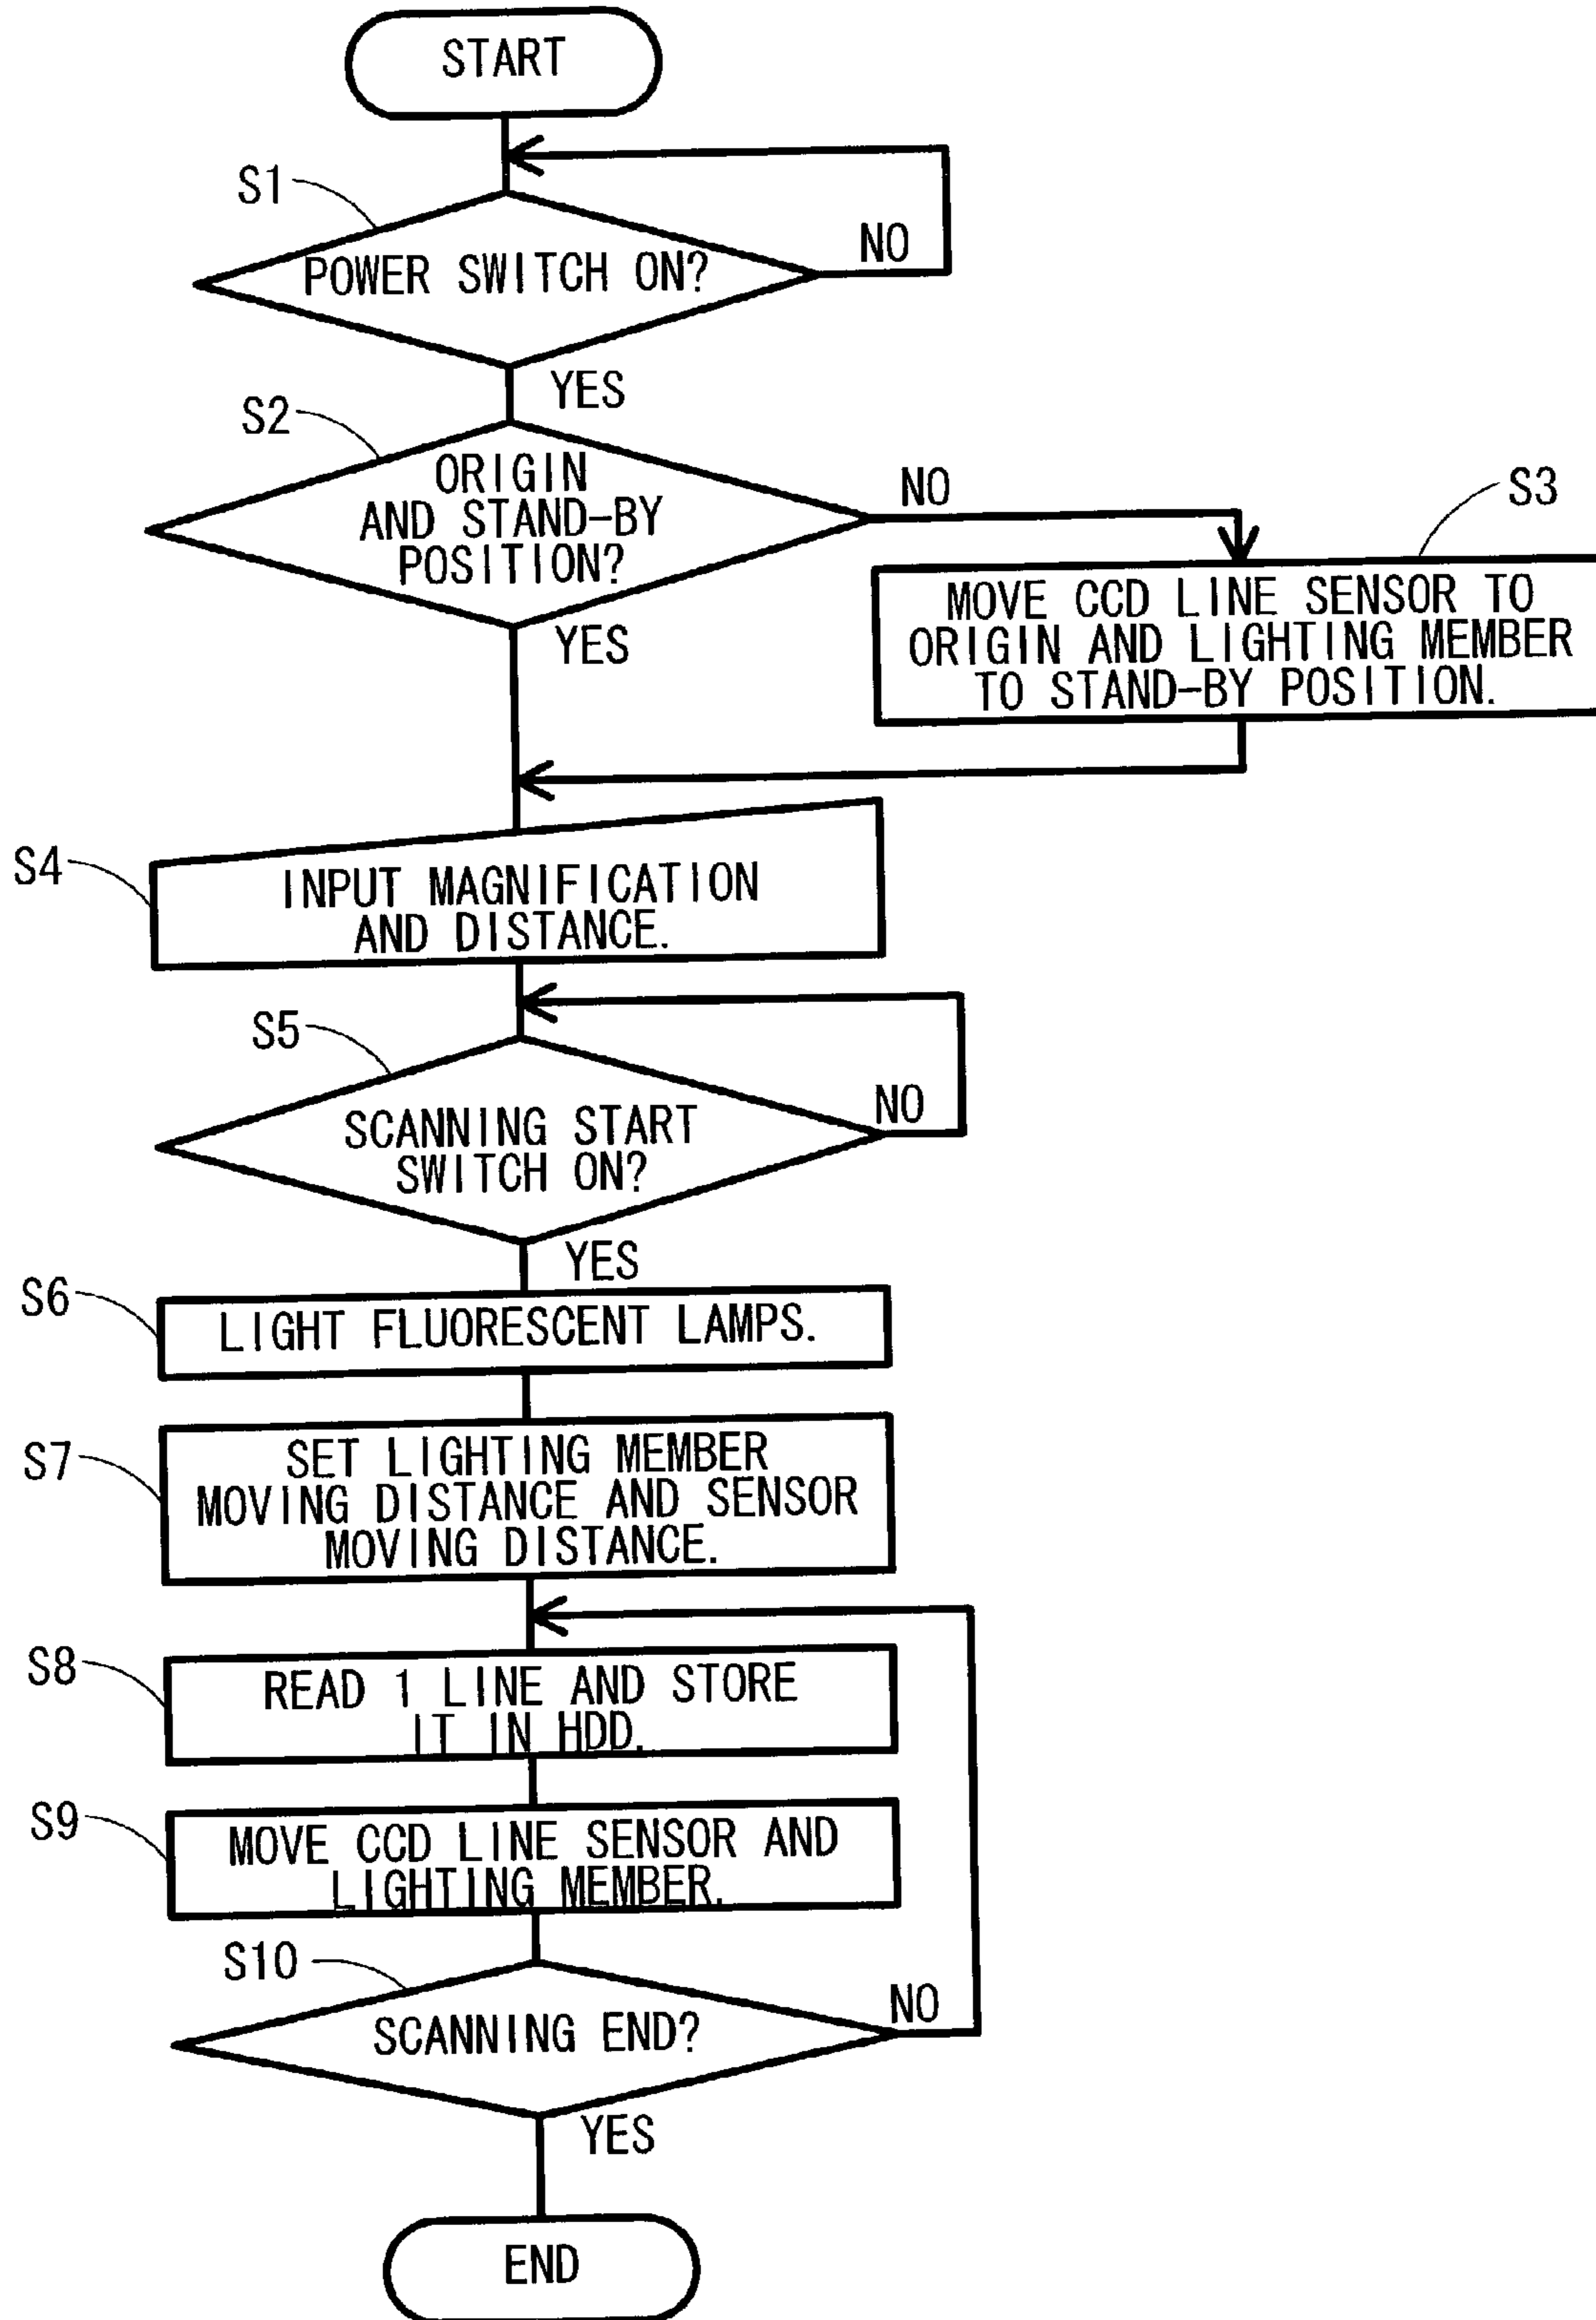 START
S1
POWER SWITCH ON?
NO
YES
S2
ORIGIN
AND STAND-BY
POSITION?
NO
YES
S3
MOVE CCD LINE SENSOR TO
ORIGIN AND LIGHTING MEMBER
TO STAND-BY POSITION.
S4
INPUT MAGNIFICATION
AND DISTANCE.
S5
SCANNING START
SWITCH ON?
NO
YES
S6
LIGHT FLUORESCENT LAMPS.
S7
SET LIGHTING MEMBER
MOVING DISTANCE AND SENSOR
MOVING DISTANCE.
S8
READ 1 LINE AND STORE
IT IN HDD.
S9
MOVE CCD LINE SENSOR AND
LIGHTING MEMBER.
S10
SCANNING END?
NO
YES
END